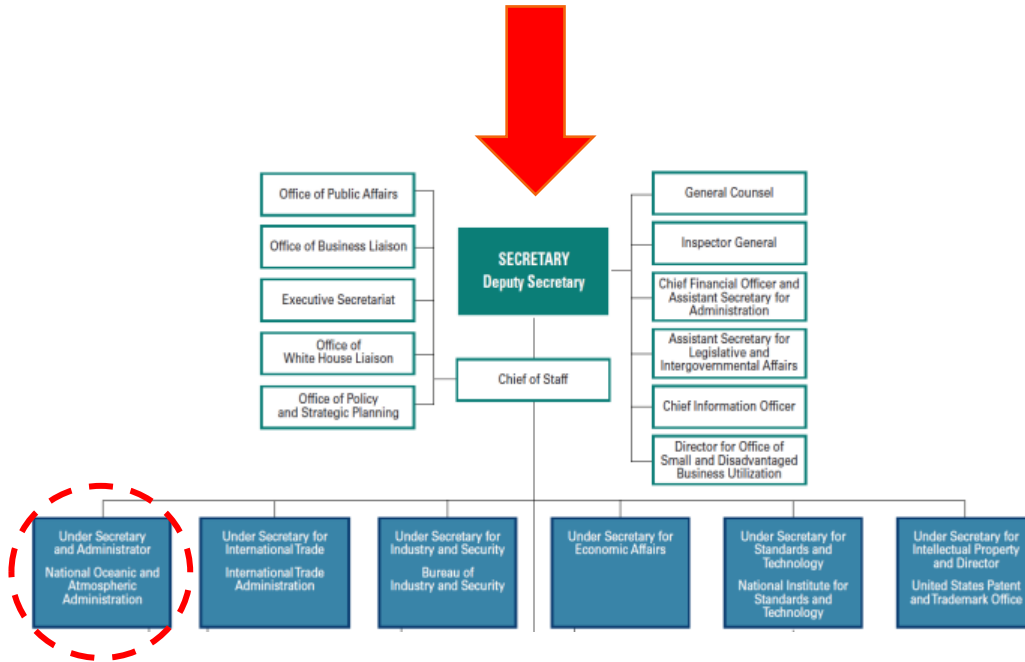 Office of Public Affairs
Office of Business Liaison
Executive Secretariat
Office of
White House Liaison
Office of Policy
and Strategic Planning
SECRETARY
Deputy Secretary
Chief of Staff
General Counsel
Inspector General
Chief Financial Officer and
Assistant Secretary for
Administration
Assistant Secretary for
Legislative and
Intergovernmental Affairs
Chief Information Officer
Director for Office of
Small and Disadvantaged
Business Utilization
Under Secretary
and Administrator
National Oceanic and
Atmospheric
Administration
Under Secretary for
International Trade
International Trade
Administration
Under Secretary for
Industry and Security
Bureau of
Industry and Security
Under Secretary for
Economic Affairs
Under Secretary for
Standards and
Technology
National Institute for
Standards and
Technology
Under Secretary for
Intellectual Property
and Director
United States Patent
and Trademark Office